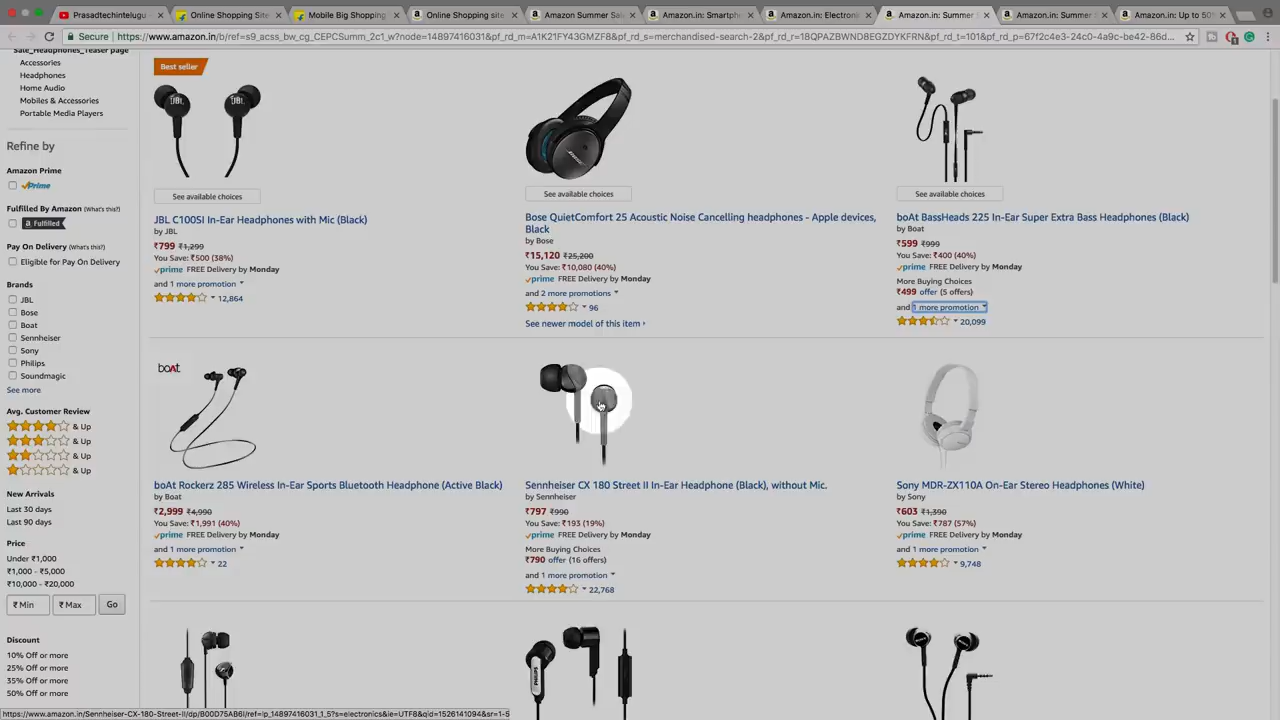 Prasadtechintelugu
Online Shopping Site
Mobile Big Shopping
Online Shopping site
Amazon Summer Sal
Amazon.in: Smartph
Amazon.in: Electroni
Amazon.in: Summer
Amazon.in: Summer S
Amazon.in: Up to 50%
Secure
https://www.amazon.in/b/ref=s9_acss_bw_cg_CEPCSumm_2c1_w?node=14897416031&pf_rd_m=A1K21FY43GMZF8&pf_rd_s=merchandised-search-2&pf_rd_r=18QPAZBWND8EGZDYKFRN&pf_rd_t=101&pf_rd_p=67f2c4e3-24c0-4a9c-be42-86d...
Sale_Headphones_Teaser page
Accessories
Headphones
Home Audio
Mobiles & Accessories
Portable Media Players
Refine by
Amazon Prime
Prime
Fulfilled By Amazon (What's this?)
a Fulfilled
Pay On Delivery (What's this?)
Eligible for Pay On Delivery
Brands
JBL
Bose
Boat
Sennheiser
Sony
Philips
Soundmagic
See more
Avg. Customer Review
& Up
& Up
& Up
& Up
New Arrivals
Last 30 days
Last 90 days
Price
Under ₹1,000
₹1,000 - ₹5,000
₹10,000 - ₹20,000
₹ Min
₹ Max
Go
Discount
10% Off or more
25% Off or more
35% Off or more
50% Off or more
Best seller
JBL
JBL
See available choices
JBL C100SI In-Ear Headphones with Mic (Black)
by JBL
₹799 ₹1,299
You Save: ₹500 (38%)
prime FREE Delivery by Monday
and 1 more promotion
12,864
BOSE
See available choices
Bose QuietComfort 25 Acoustic Noise Cancelling headphones - Apple devices,
Black
by Bose
₹15,120 ₹25,200
You Save: ₹10,080 (40%)
prime FREE Delivery by Monday
and 2 more promotions
96
See newer model of this item ›
See available choices
boAt BassHeads 225 In-Ear Super Extra Bass Headphones (Black)
by Boat
₹599 ₹999
You Save: ₹400 (40%)
prime FREE Delivery by Monday
More Buying Choices
₹499 offer (5 offers)
and 1 more promotion
20,099
boAt
boAt Rockerz 285 Wireless In-Ear Sports Bluetooth Headphone (Active Black)
by Boat
₹2,999 ₹4,990
You Save: ₹1,991 (40%)
prime FREE Delivery by Monday
and 1 more promotion
22
Sennheiser CX 180 Street II In-Ear Headphone (Black), without Mic.
by Sennheiser
₹797 ₹990
You Save: ₹193 (19%)
prime FREE Delivery by Monday
More Buying Choices
₹790 offer (16 offers)
and 1 more promotion
22,768
Sony MDR-ZX110A On-Ear Stereo Headphones (White)
by Sony
₹603 ₹1,390
You Save: ₹787 (57%)
prime FREE Delivery by Monday
and 1 more promotion
9,748
PHILIPS
https://www.amazon.in/Sennheiser-CX-180-Street-II/dp/B00D75AB6I/ref=lp_14897416031_1_5?s=electronics&ie=UTF8&qid=1526141094&sr=1-5